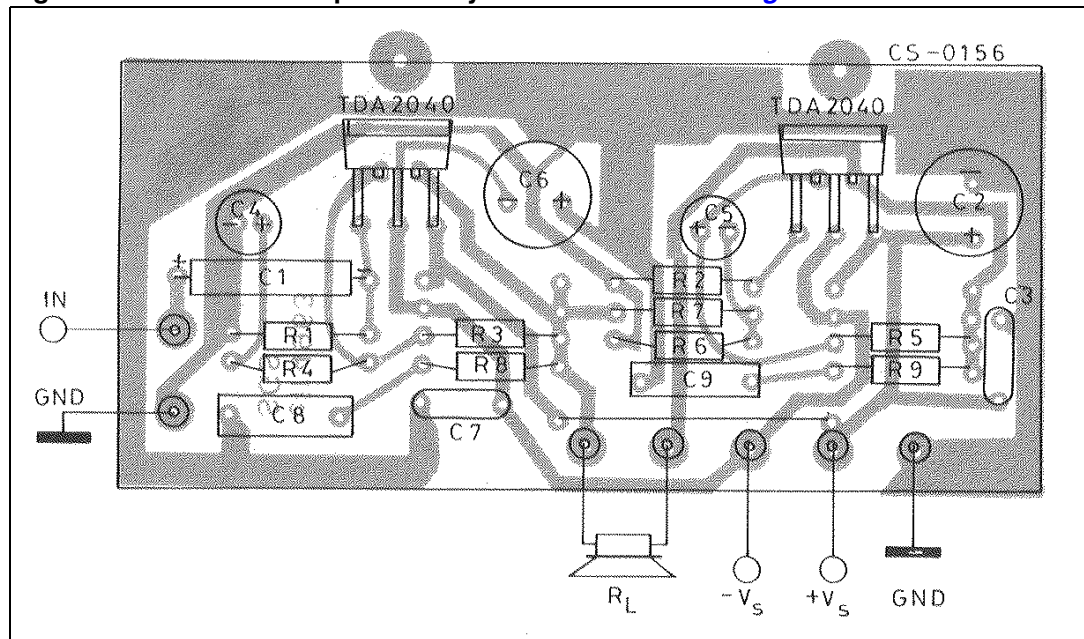 CS-0156
TDA2040
TDA2040
C6
C2
C4
C5
C1
R2
C3
IN
R7
R1
R3
R6
R5
R4
R8
C9
R9
GND
C8
C7
RL
-Vs
+Vs
GND